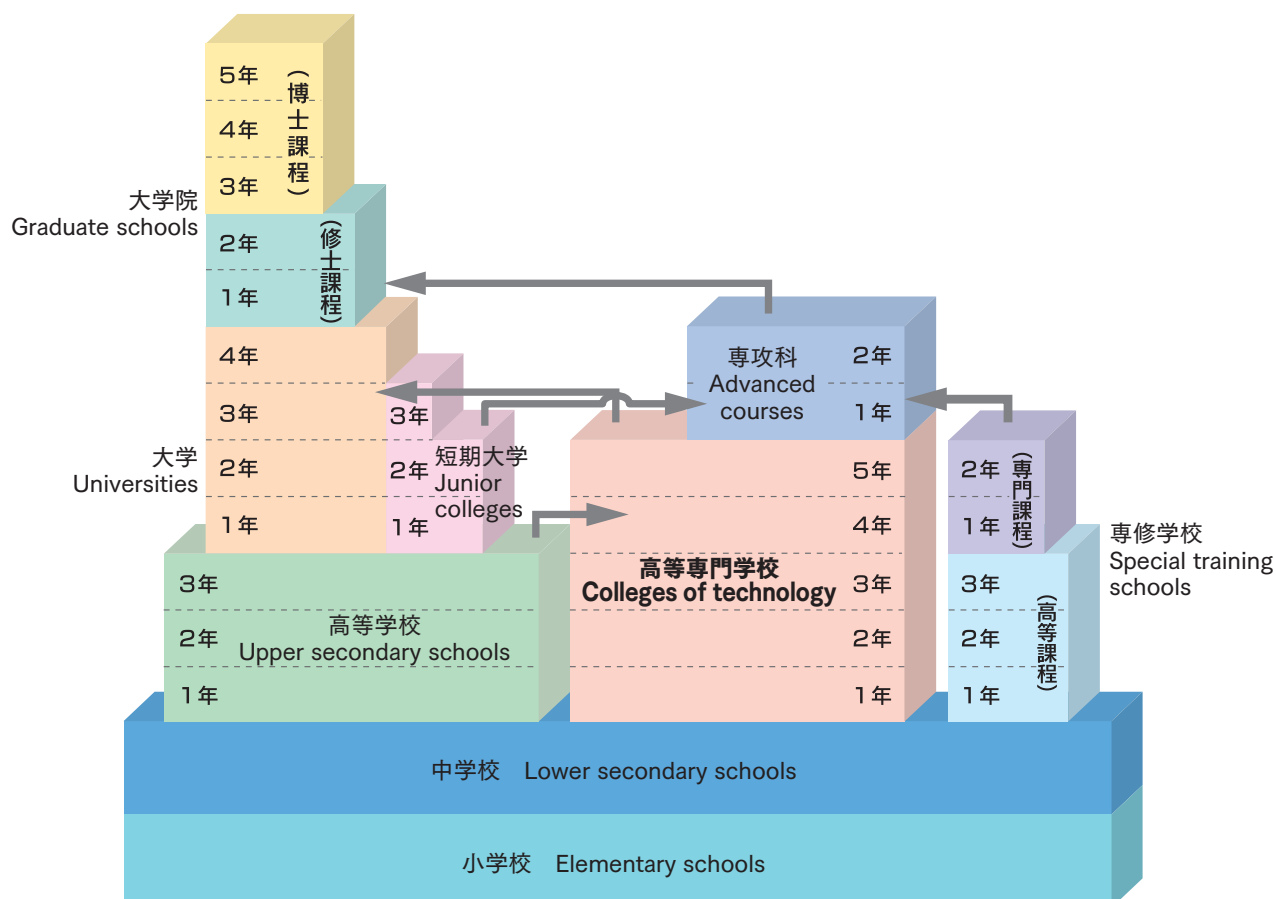 5年
4年
3年
(博士課程)
大学院
Graduate schools
2年
1年
(修士課程)
4年
3年
2年
1年
大学
Universities
3年
2年
1年
短期大学
Junior
colleges
専攻科
Advanced
courses
2年
1年
5年
4年
3年
2年
1年
高等専門学校
Colleges of technology
2年
1年
(専門課程)
専修学校
Special training
schools
3年
2年
1年
(高等課程)
3年
2年
1年
高等学校
Upper secondary schools
中学校 Lower secondary schools
小学校 Elementary schools